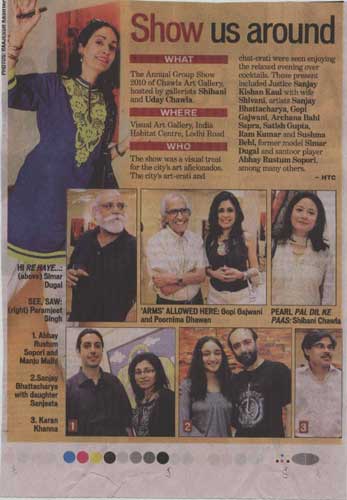 PHOTOS: RAAJESSH KASHYAP
Show us around
WHAT
The Annual Group Show
2010 of Chawla Art Gallery,
hosted by gallerists Shibani
and Uday Chawla.
WHERE
Visual Art Gallery, India
Habitat Centre, Lodhi Road
WHO
The show was a visual treat
for the city's art aficionados.
The city's art-erati and
chat-erati were seen enjoying
the relaxed evening over
cocktails. Those present
included Justice Sanjay
Kishan Kaul with wife
Shivani, artists Sanjay
Bhattacharya, Gopi
Gajwani, Archana Bahl
Sapra, Satish Gupta,
Ram Kumar and Sushma
Behl, former model Simar
Dugal and santoor player
Abhay Rustum Sopori,
among many others.
— HTC
HI RE HAYE...:
(above) Simar
Dugal
SEE, SAW:
(right) Paramjeet
Singh
'ARMS' ALLOWED HERE: Gopi Gajwani
and Poornima Dhawan
PEARL PAL DIL KE
PAAS: Shibani Chawla
1. Abhay
Rustum
Sopori and
Manju Mally
2.Sanjay
Bhattacharya
with daughter
Sanjeeta
3. Karan
Khanna
1
2
3